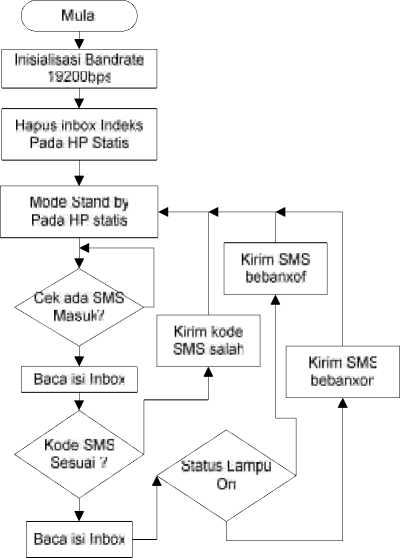 Mula
Inisialisasi Bandrate
19200bps
Hapus inbox Indeks
Pada HP Statis
Mode Stand by
Pada HP statis
Cek ada SMS
Masuk?
Baca isi Inbox
Kode SMS
Sesuai ?
Baca isi Inbox
Kirim kode
SMS salah
Kirim SMS
bebanxof
Kirim SMS
bebanxon
Status Lampu
On